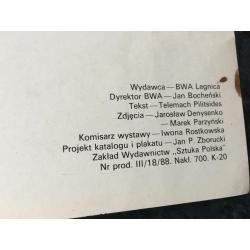 Wydawca — BWA Legnica
Dyrektor BWA — Jan Bocheński
Tekst — Telemach Pilitsides
Zdjęcia — Jarosław Denysenko
— Marek Parzyński
Komisarz wystawy — Iwona Rostkowska
Projekt katalogu i plakatu — Jan P. Zborucki
Zakład Wydawnictw „Sztuka Polska”
Nr prod. III/18/88. Nakł. 700. K-20